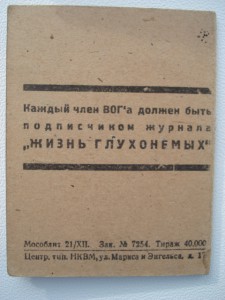 Каждый член ВОГ'а должен быть
подписчиком журнала
„ЖИЗНЬ ГЛУХОНЕМЫХ”
Мособлит 21/XII. Зак. № 7254. Тираж 40.000
Центр. тип. НКВМ, ул. Маркса и Энгельса, д. 17